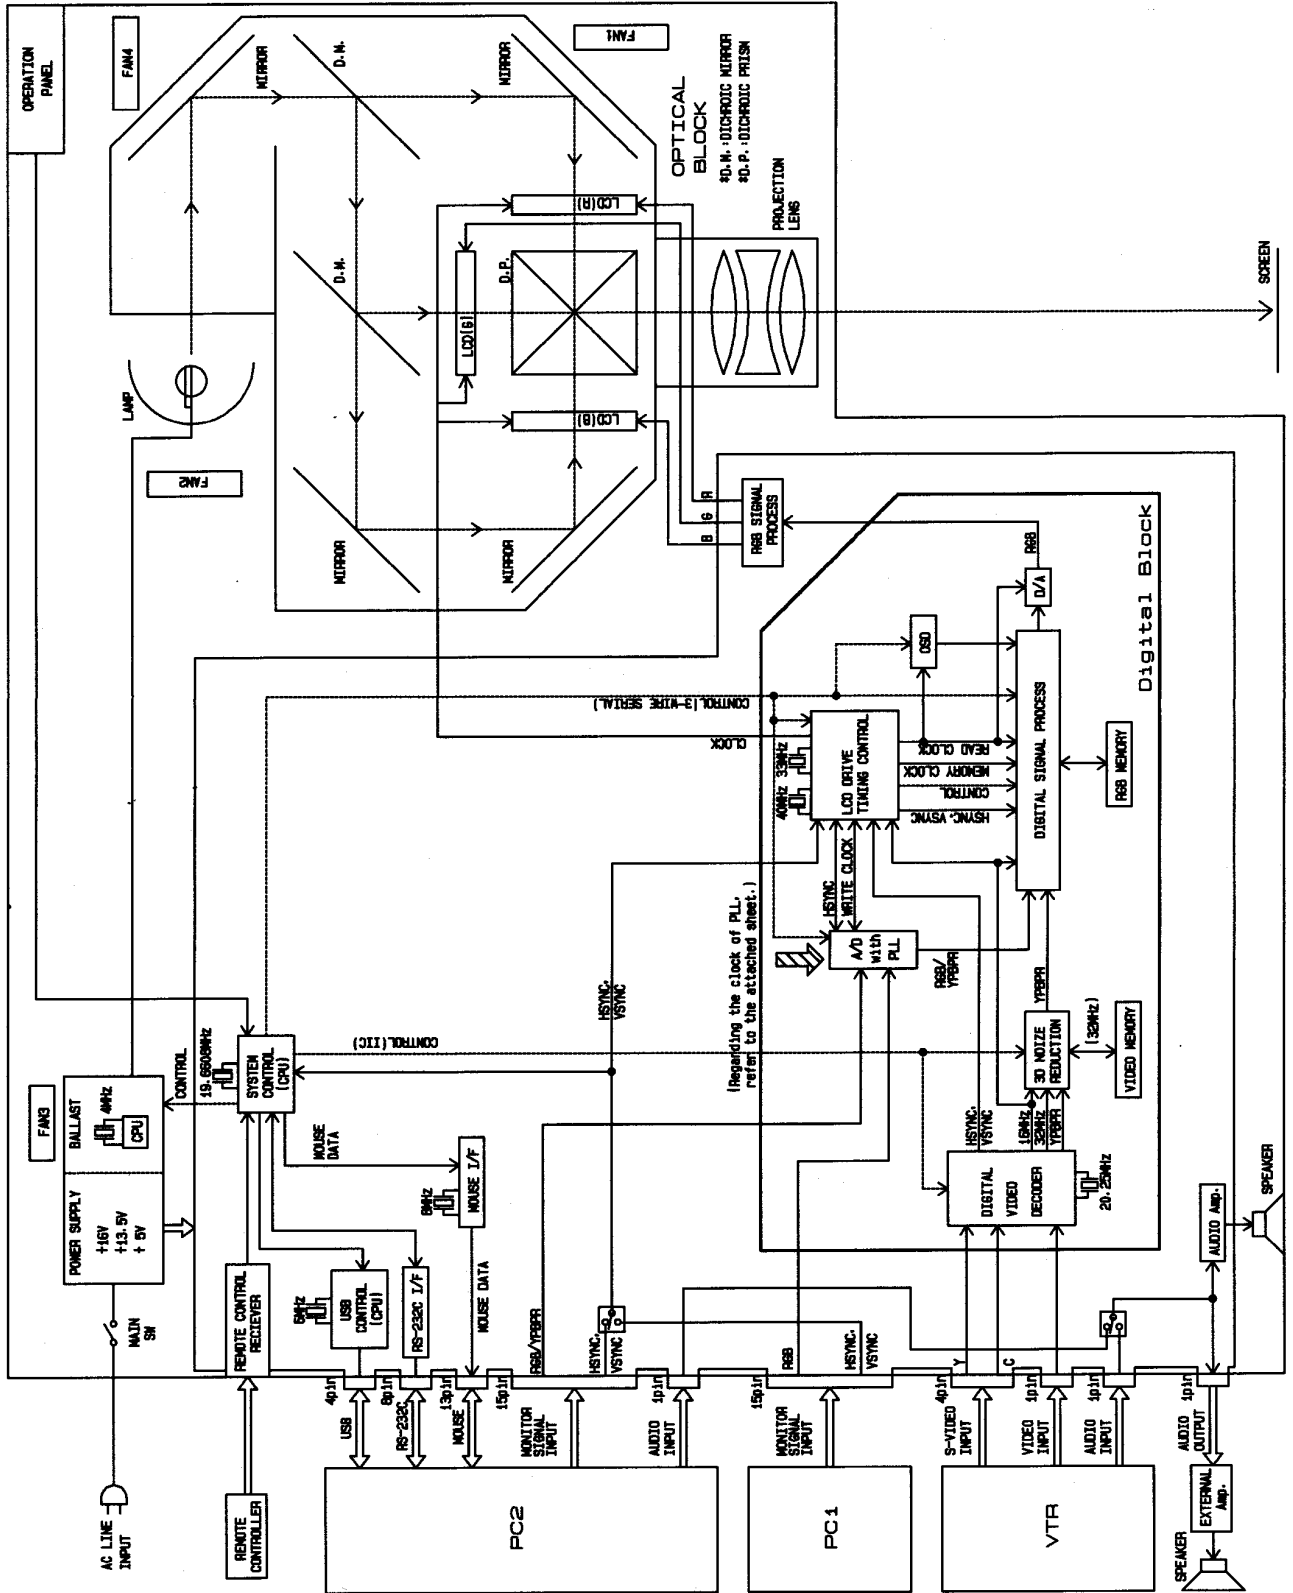 OPERATION
PANEL
FAN4
MIRROR
D.M.
MIRROR
FAN1
OPTICAL
BLOCK
*D.M.:DICHROIC MIRROR
*D.P.:DICHROIC PRISM
PROJECTION
LENS
LAMP
D.M.
LCD(R)
LCD(G)
D.P.
LCD(B)
SCREEN
FAN2
MIRROR
MIRROR
B
G
R
RGB SIGNAL
PROCESS
FAN3
BALLAST
4MHz
CPU
POWER SUPPLY
+16V
+13.5V
+ 5V
MAIN
SW
AC LINE
INPUT
CONTROL
19.6608MHz
SYSTEM
CONTROL
(CPU)
CONTROL(3-WIRE SERIAL)
CONTROL(IIC)
CLOCK
MOUSE
DATA
6MHz
MOUSE I/F
MOUSE DATA
REMOTE CONTROL
RECIEVER
REMOTE
CONTROLLER
6MHz
USB
CONTROL
(CPU)
RS-232C I/F
HSYNC,
VSYNC
(Regarding the clock of PLL,
refer to the attached sheet.)
40MHz
33MHz
LCD DRIVE
TIMING CONTROL
HSYNC
WRITE CLOCK
A/D
with
PLL
RGB/
YPBPR
HSYNC,VSYNC
CONTROL
MEMORY CLOCK
READ CLOCK
OSD
D/A
RGB
DIGITAL SIGNAL PROCESS
RGB MEMORY
Digital Block
YPBPR
3D NOIZE
REDUCTION
(32MHz)
VIDEO MEMORY
HSYNC,
VSYNC
16MHz
32MHz
YPBPR
DIGITAL
VIDEO
DECODER
20.25MHz
RGB/YPBPR
HSYNC,
VSYNC
RGB
HSYNC,
VSYNC
Y
C
AUDIO Amp.
SPEAKER
4pin
8pin
13pin
15pin
1pin
15pin
4pin
1pin
1pin
1pin
USB
RS-232C
MOUSE
MONITOR
SIGNAL
INPUT
AUDIO
INPUT
MONITOR
SIGNAL
INPUT
S-VIDEO
INPUT
VIDEO
INPUT
AUDIO
INPUT
AUDIO
OUTPUT
PC2
PC1
VTR
EXTERNAL
Amp.
SPEAKER